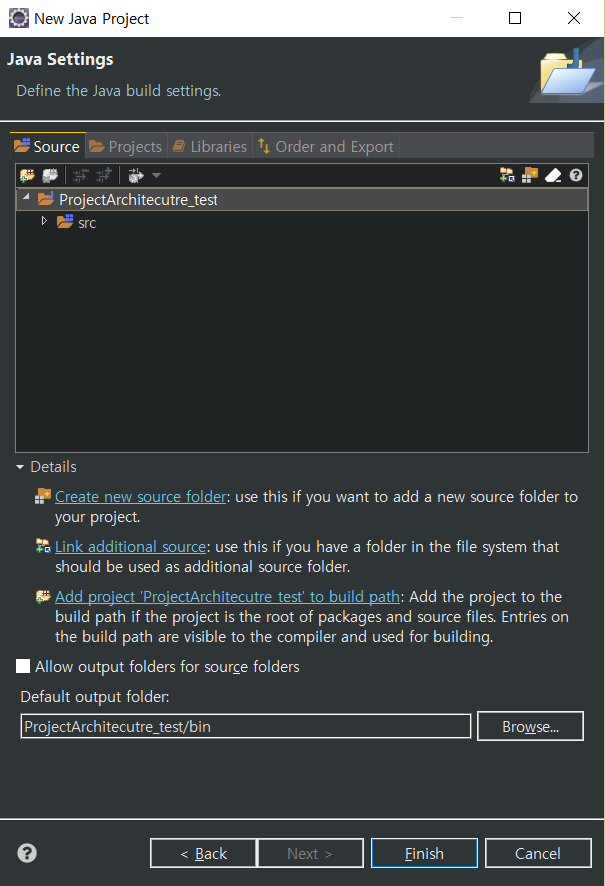 New Java Project
Java Settings
Define the Java build settings.
Source Projects Libraries Order and Export
ProjectArchitecutre_test
src
Details
Create new source folder: use this if you want to add a new source folder to
your project.
Link additional source: use this if you have a folder in the file system that
should be used as additional source folder.
Add project 'ProjectArchitecutre test' to build path: Add the project to the
build path if the project is the root of packages and source files. Entries on
the build path are visible to the compiler and used for building.
Allow output folders for source folders
Default output folder:
ProjectArchitecutre_test/bin
Browse...
< Back Next > Finish Cancel